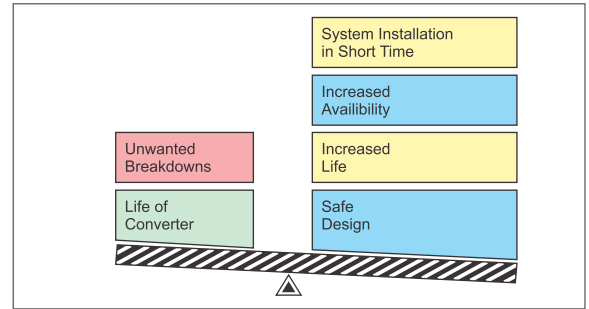 System Installation
in Short Time
Increased
Availibility
Unwanted
Breakdowns
Increased
Life
Life of
Converter
Safe
Design